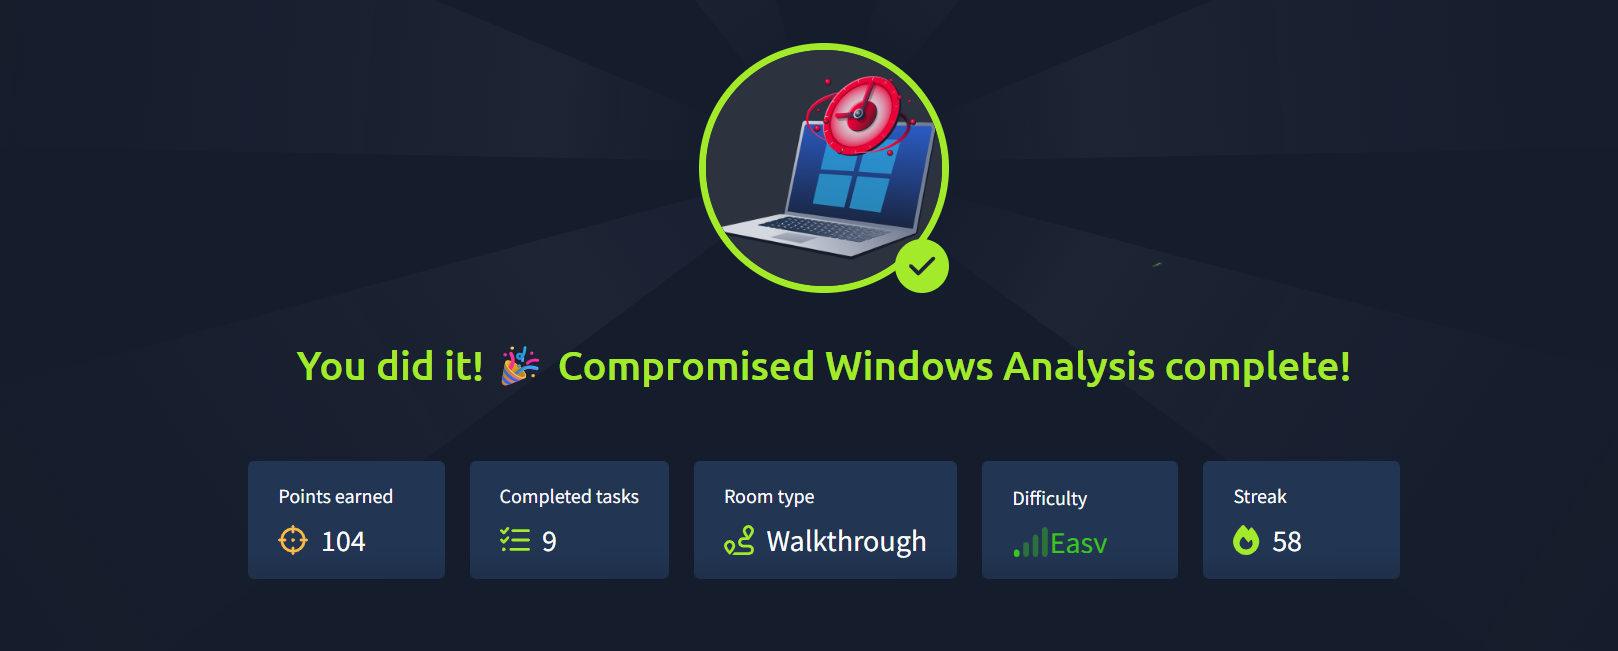 You did it! 🎉 Compromised Windows Analysis complete!
Points earned
104
Completed tasks
9
Room type
Walkthrough
Difficulty
Easy
Streak
58